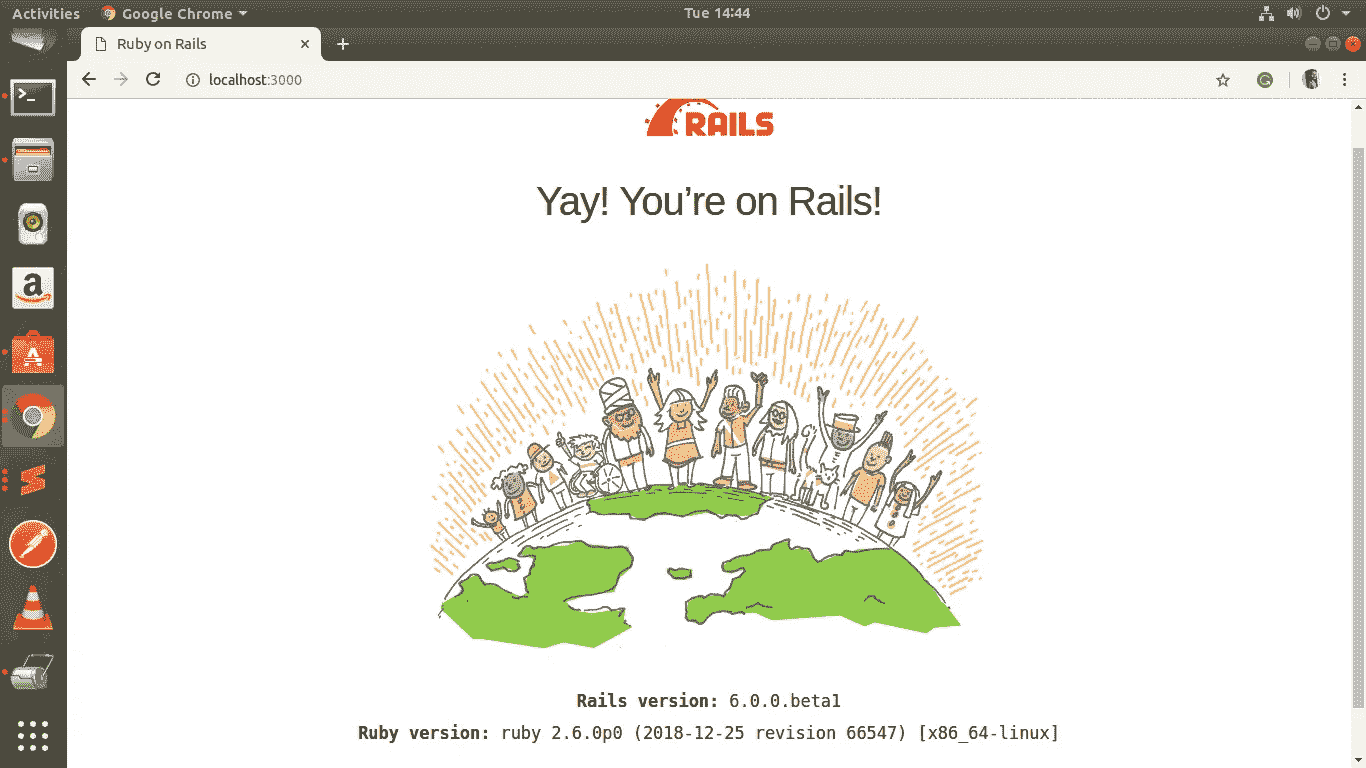 Activities Google Chrome Tue 14:44
Ruby on Rails
localhost:3000
RAILS
Yay! You’re on Rails!
Rails version: 6.0.0.beta1
Ruby version: ruby 2.6.0p0 (2018-12-25 revision 66547) [x86_64-linux]